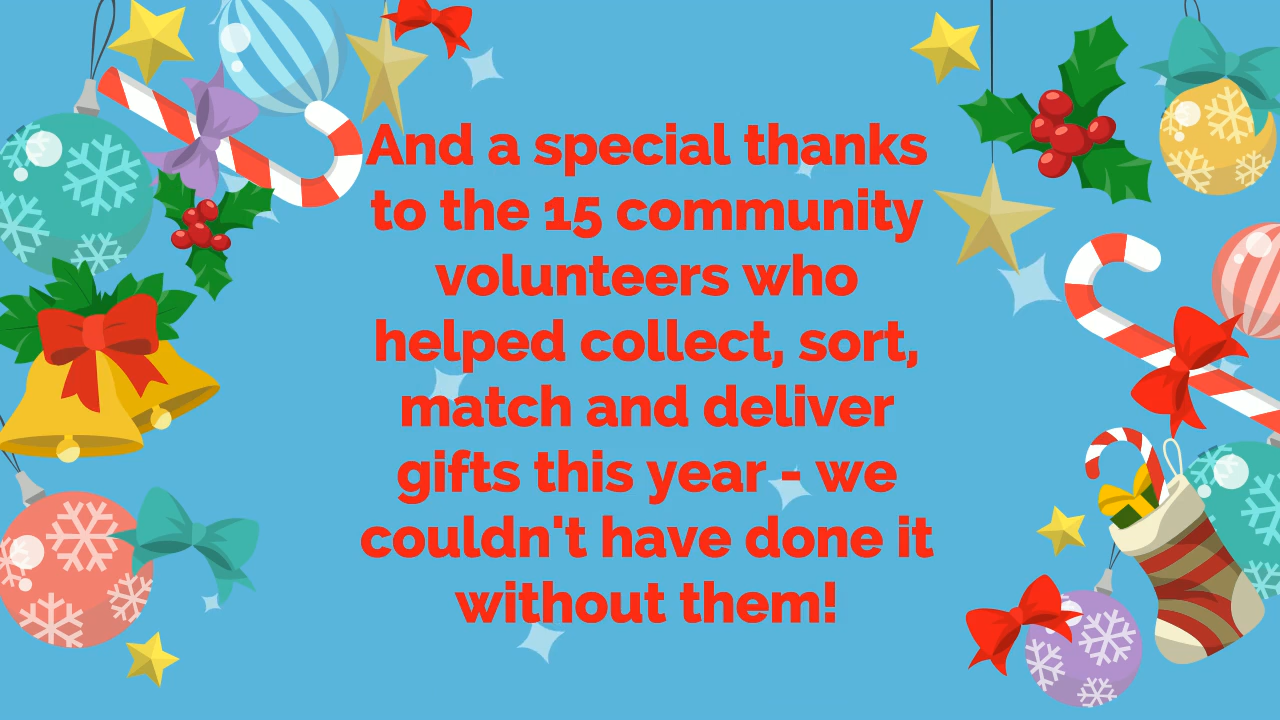 And a special thanks
to the 15 community
volunteers who
helped collect, sort,
match and deliver
gifts this year - we
couldn't have done it
without them!